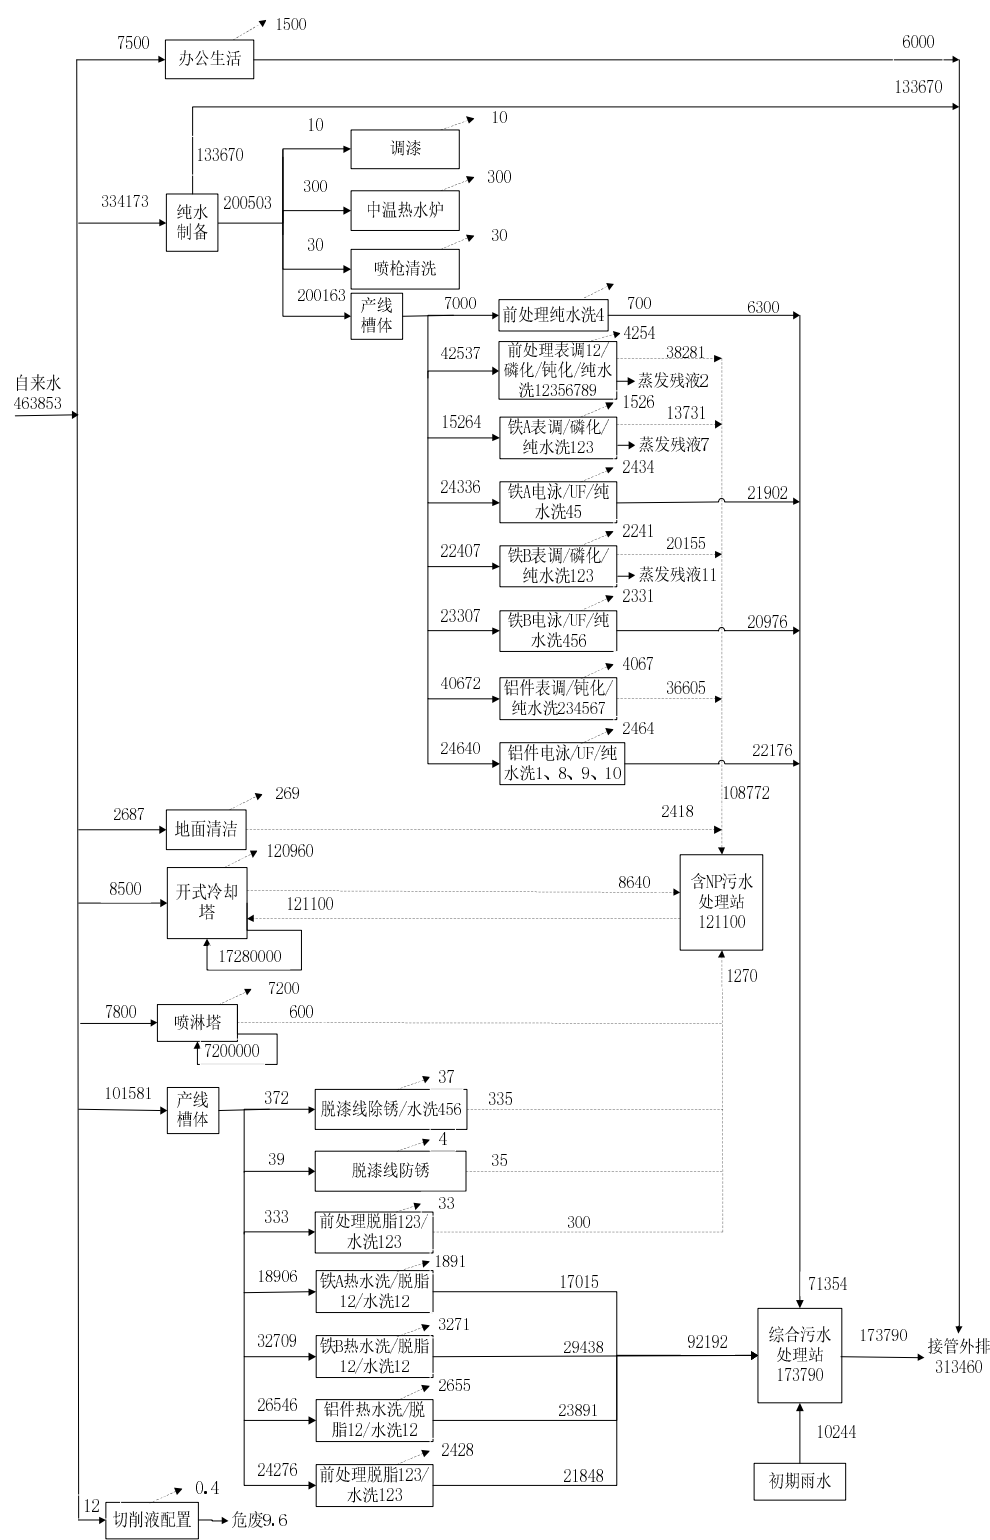 1500
7500
办公生活
6000
133670
10
10
调漆
133670
334173
纯水
制备
200503
300
300
中温热水炉
30
30
喷枪清洗
200163
产线
槽体
7000
前处理纯水洗4
700
6300
4254
42537
前处理表调12/
磷化/钝化/纯水
洗12356789
38281
蒸发残液2
自来水
463853
1526
15264
铁A表调/磷化/
纯水洗123
13731
蒸发残液7
2434
24336
铁A电泳/UF/纯
水洗45
21902
2241
22407
铁B表调/磷化/
纯水洗123
20155
蒸发残液11
2331
23307
铁B电泳/UF/纯
水洗456
20976
4067
40672
铝件表调/钝化/
纯水洗234567
36605
2464
24640
铝件电泳/UF/纯
水洗1、8、9、10
22176
108772
269
2687
地面清洁
2418
120960
8500
开式冷却
塔
8640
121100
17280000
含NP污水
处理站
121100
1270
7200
7800
喷淋塔
600
7200000
101581
产线
槽体
37
372
脱漆线除锈/水洗456
335
4
39
脱漆线防锈
35
33
333
前处理脱脂123/
水洗123
300
1891
18906
铁A热水洗/脱脂
12/水洗12
17015
71354
3271
32709
铁B热水洗/脱脂
12/水洗12
29438
92192
综合污水
处理站
173790
173790
接管外排
313460
2655
26546
铝件热水洗/脱
脂12/水洗12
23891
10244
2428
24276
前处理脱脂123/
水洗123
21848
初期雨水
0.4
12
切削液配置
危废9.6